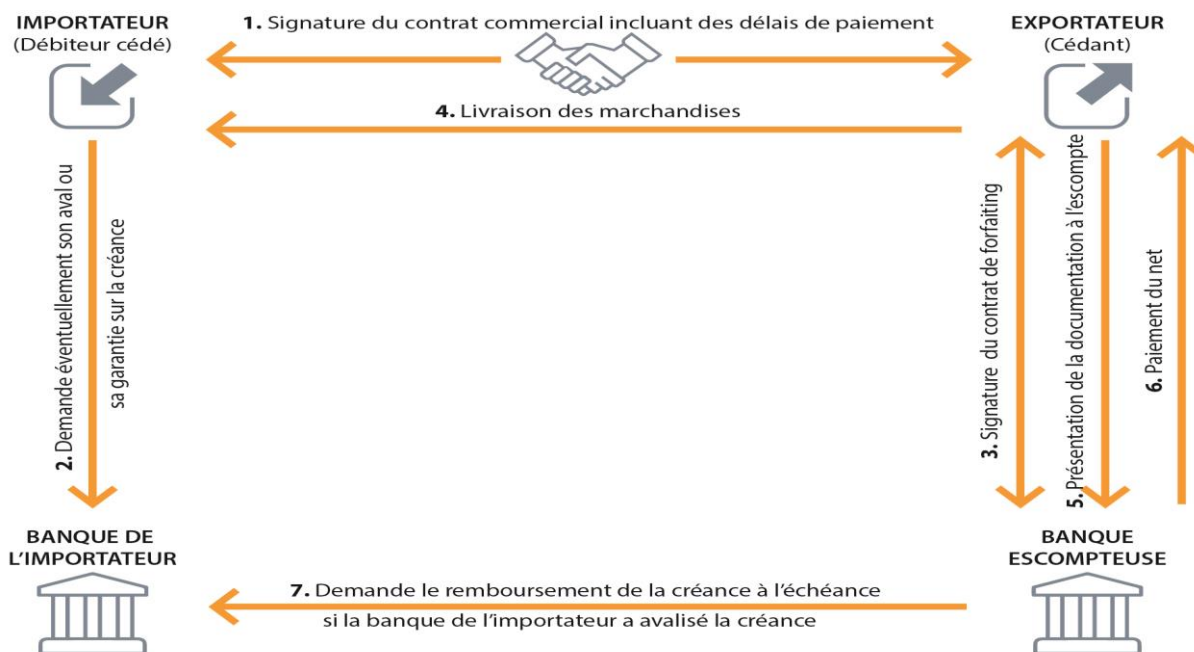 IMPORTATEUR
(Débiteur cédé)
1. Signature du contrat commercial incluant des délais de paiement
EXPORTATEUR
(Cédant)
4. Livraison des marchandises
2. Demande éventuellement son aval ou
sa garantie sur la créance
3. Signature du contrat de forfaiting
5. Présentation de la documentation à l'escompte
6. Paiement du net
BANQUE DE
L'IMPORTATEUR
BANQUE
ESCOMPTEUSE
7. Demande le remboursement de la créance à l'échéance
si la banque de l'importateur a avalisé la créance